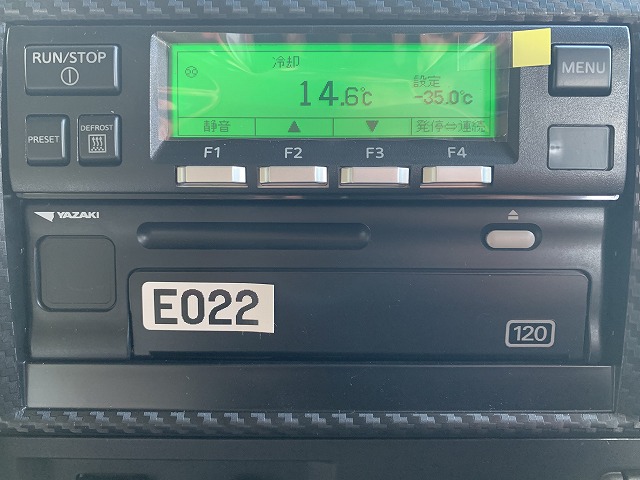 RUN/STOP
冷却
設定
14.6℃
-35.0℃
MENU
静音 ▲ ▼ 発停⇔連続
PRESET
DEFROST
F1 F2 F3 F4
YAZAKI
E022
120